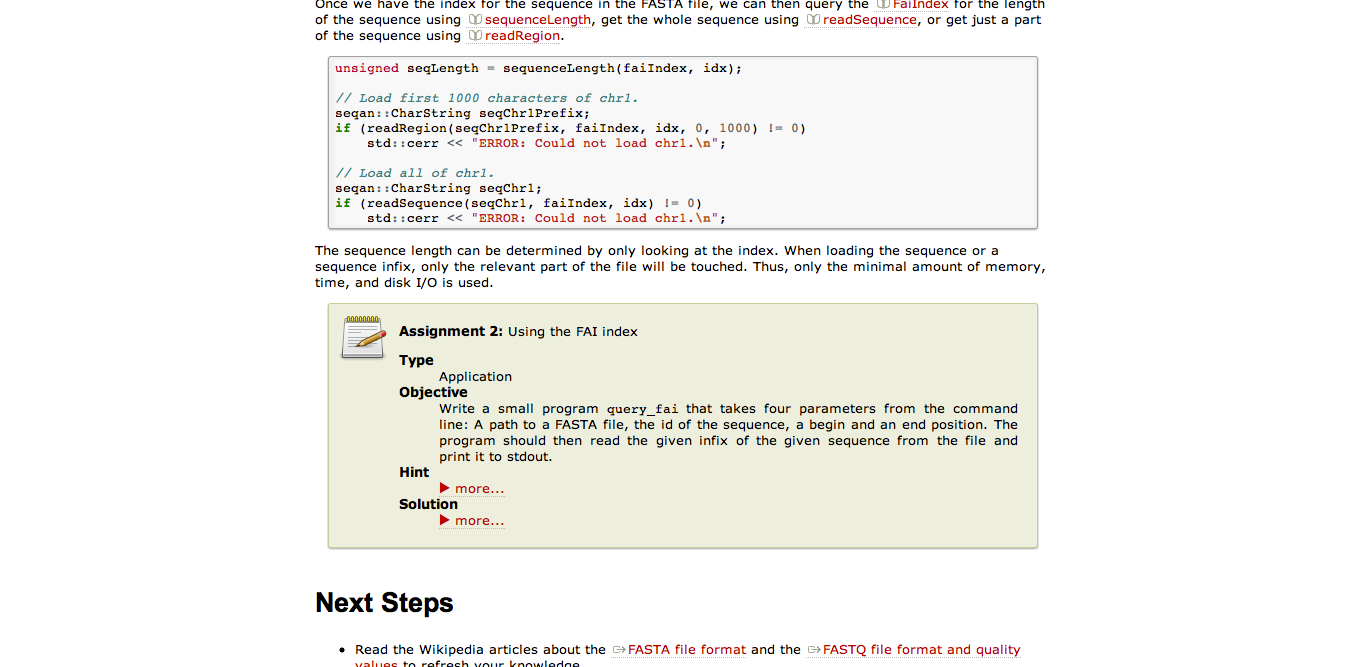 Once we have the index for the sequence in the FASTA file, we can then query the FaiIndex for the length
of the sequence using sequenceLength, get the whole sequence using readSequence, or get just a part
of the sequence using readRegion.
unsigned seqLength = sequenceLength(faiIndex, idx);
// Load first 1000 characters of chr1.
seqan::CharString seqChr1Prefix;
if (readRegion(seqChr1Prefix, faiIndex, idx, 0, 1000) != 0)
    std::cerr << "ERROR: Could not load chr1.\n";
// Load all of chr1.
seqan::CharString seqChr1;
if (readSequence(seqChr1, faiIndex, idx) != 0)
    std::cerr << "ERROR: Could not load chr1.\n";
The sequence length can be determined by only looking at the index. When loading the sequence or a
sequence infix, only the relevant part of the file will be touched. Thus, only the minimal amount of memory,
time, and disk I/O is used.
Assignment 2: Using the FAI index
Type
Application
Objective
Write a small program query_fai that takes four parameters from the command
line: A path to a FASTA file, the id of the sequence, a begin and an end position. The
program should then read the given infix of the given sequence from the file and
print it to stdout.
Hint
▶ more...
Solution
▶ more...
Next Steps
• Read the Wikipedia articles about the FASTA file format and the FASTQ file format and quality
values to refresh your knowledge.